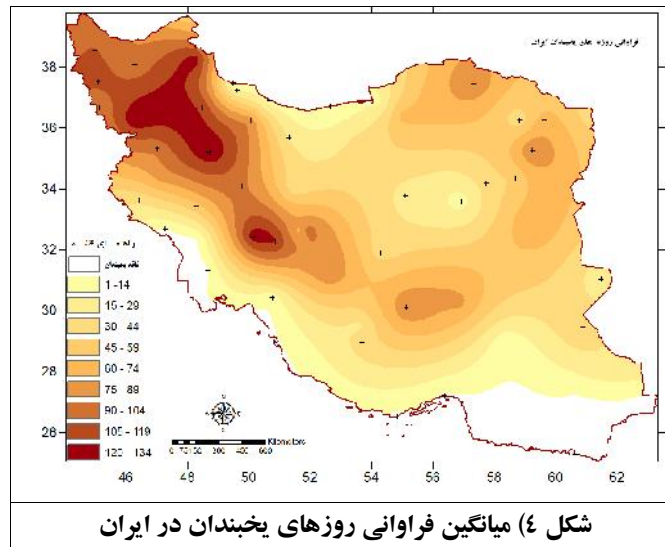 فراوانی روزهای یخبندان ایران
38
36
34
32
30
28
26
فاقد یخبندان
1 -14
15 - 29
30 - 44
45 - 59
60 - 74
75 - 89
90 - 104
105 - 119
120 - 134
Kilometers
46 48 50 52 54 56 58 60 62
شکل ٤) میانگین فراوانی روزهای یخبندان در ایران